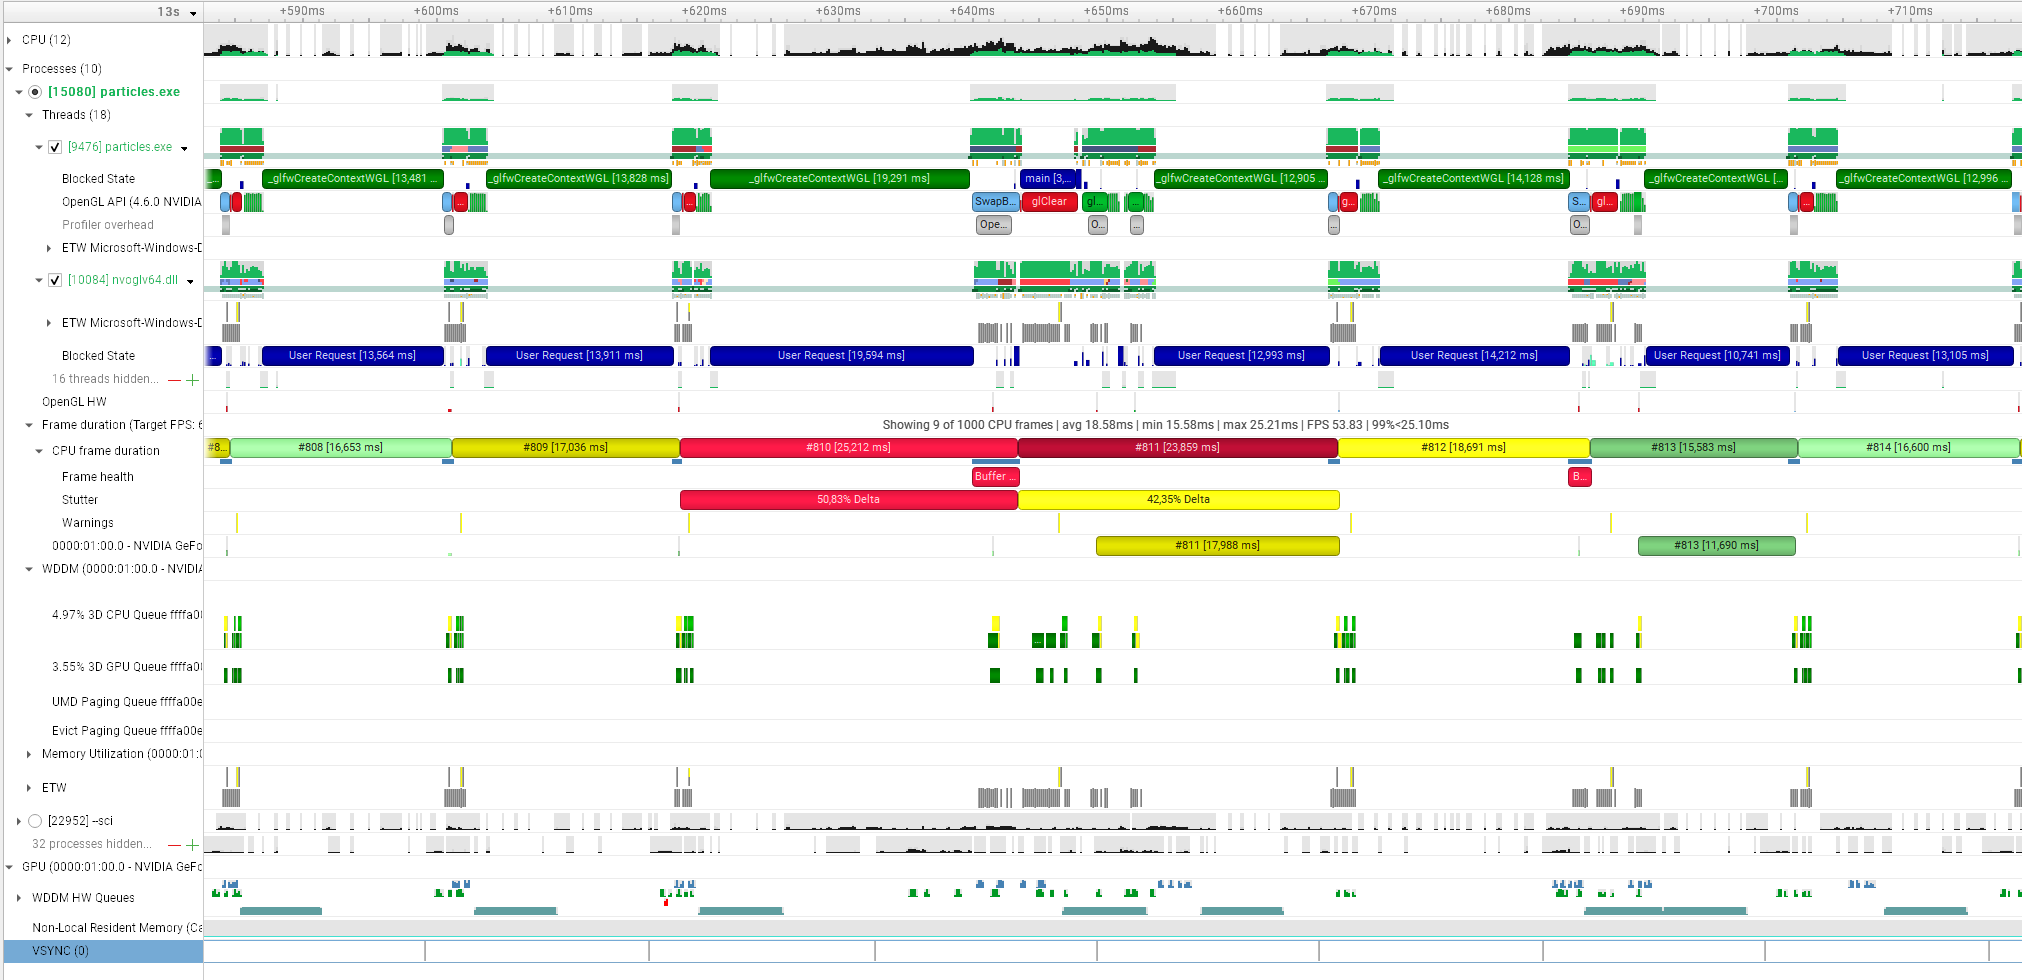 13s
+590ms +600ms +610ms +620ms +630ms +640ms +650ms +660ms +670ms +680ms +690ms +700ms +710ms
CPU (12)
Processes (10)
[15080] particles.exe
Threads (18)
[9476] particles.exe
Blocked State
... _glfwCreateContextWGL [13,481 ... _glfwCreateContextWGL [13,828 ms] _glfwCreateContextWGL [19,291 ms] main [3,... _glfwCreateContextWGL [12,905 ... _glfwCreateContextWGL [14,128 ms] _glfwCreateContextWGL [... _glfwCreateContextWGL [12,996 ...
OpenGL API (4.6.0 NVIDIA
... ... SwapB... glClear gl... ... g... S... gl... ...
Profiler overhead
Ope... O... ... ... O...
ETW Microsoft-Windows-D
[10084] nvoglv64.dll
ETW Microsoft-Windows-D
Blocked State
... User Request [13,564 ms] User Request [13,911 ms] User Request [19,594 ms] User Request [12,993 ms] User Request [14,212 ms] User Request [10,741 ms] User Request [13,105 ms]
16 threads hidden...
OpenGL HW
Frame duration (Target FPS: 6
Showing 9 of 1000 CPU frames | avg 18.58ms | min 15.58ms | max 25.21ms | FPS 53.83 | 99%<25.10ms
CPU frame duration
#8... #808 [16,653 ms] #809 [17,036 ms] #810 [25,212 ms] #811 [23,859 ms] #812 [18,691 ms] #813 [15,583 ms] #814 [16,600 ms]
Frame health
Buffer ... B...
Stutter
50,83% Delta 42,35% Delta
Warnings
0000:01:00.0 - NVIDIA GeFo
#811 [17,988 ms] #813 [11,690 ms]
WDDM (0000:01:00.0 - NVIDIA
4.97% 3D CPU Queue ffffa0
...
3.55% 3D GPU Queue ffffa0
UMD Paging Queue ffffa00e
Evict Paging Queue ffffa00e
Memory Utilization (0000:01:0
ETW
[22952] --sci
32 processes hidden...
GPU (0000:01:00.0 - NVIDIA GeFo
WDDM HW Queues
Non-Local Resident Memory (Ca
VSYNC (0)